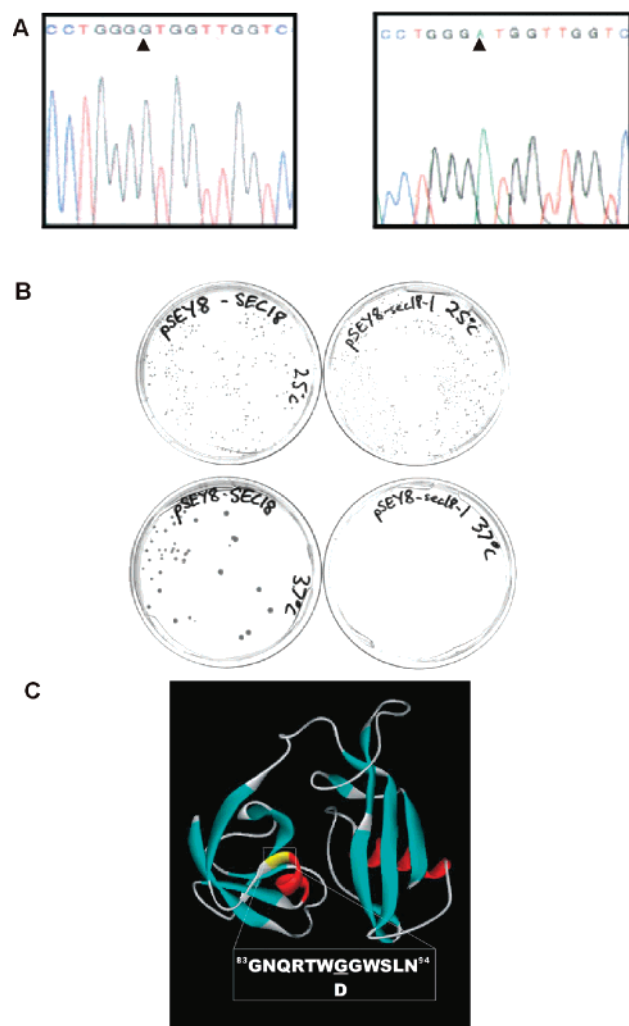 A
CCTGGGGTGGTTGGTC
CCTGGGATGGTTGGTC
B
pSEY8 - SEC18
25°C
pSEY8-sec18-1 25°C
pSEY8-SEC18
37°C
pSEY8-sec18-1 37°C
C
⁸³GNQRTWGGWSLN⁹⁴
D